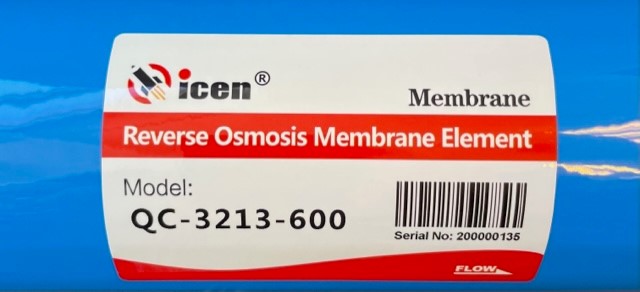 icen®
Membrane
Reverse Osmosis Membrane Element
Model:
QC-3213-600
Serial No: 200000135
FLOW